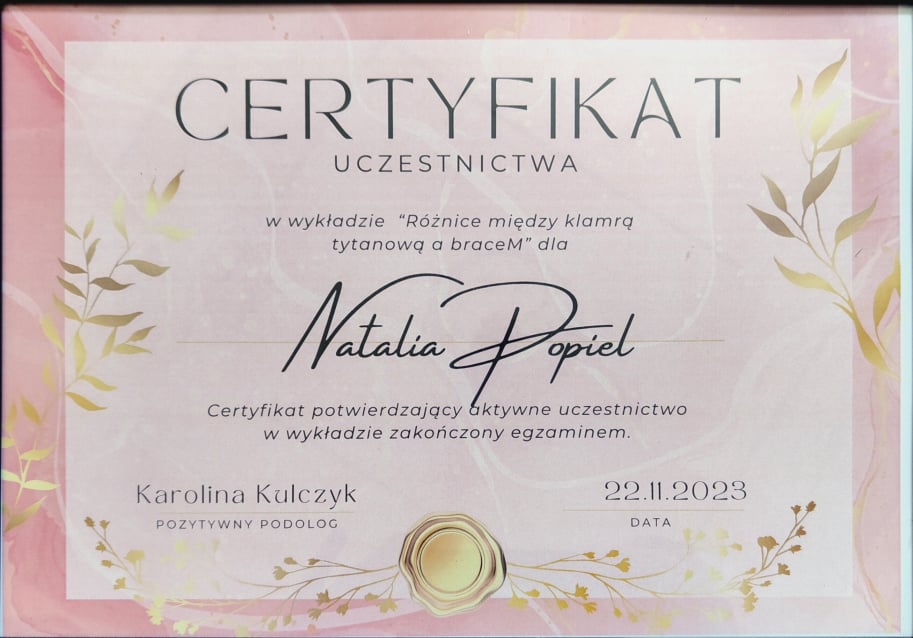 CERTYFIKAT
UCZESTNICTWA
w wykładzie "Różnice między klamrą
tytanową a braceM" dla
Natalia Popiel
Certyfikat potwierdzający aktywne uczestnictwo
w wykładzie zakończony egzaminem.
Karolina Kulczyk
POZYTYWNY PODOLOG
22.11.2023
DATA